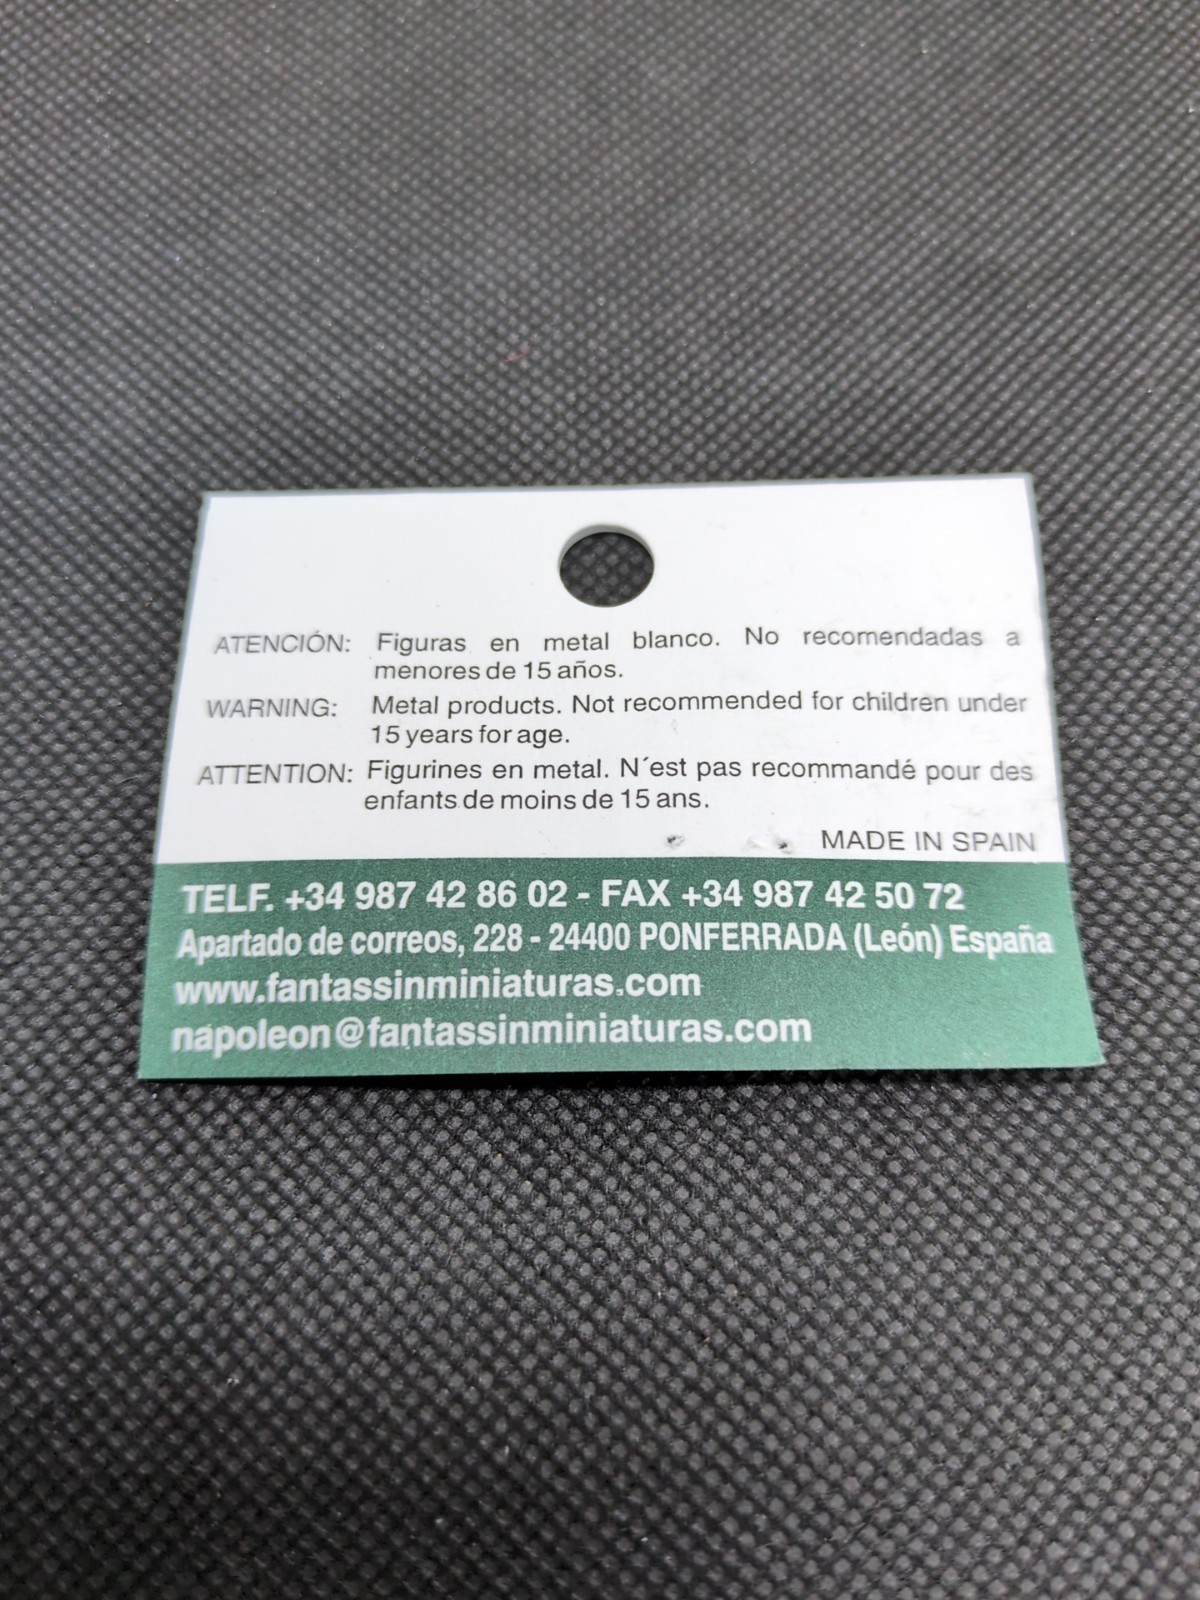 ATENCIÓN: Figuras en metal blanco. No recomendadas a
menores de 15 años.
WARNING: Metal products. Not recommended for children under
15 years for age.
ATTENTION: Figurines en metal. N´est pas recommandé pour des
enfants de moins de 15 ans.
MADE IN SPAIN
TELF. +34 987 42 86 02 - FAX +34 987 42 50 72
Apartado de correos, 228 - 24400 PONFERRADA (León) España
www.fantassinminiaturas.com
napoleon@fantassinminiaturas.com